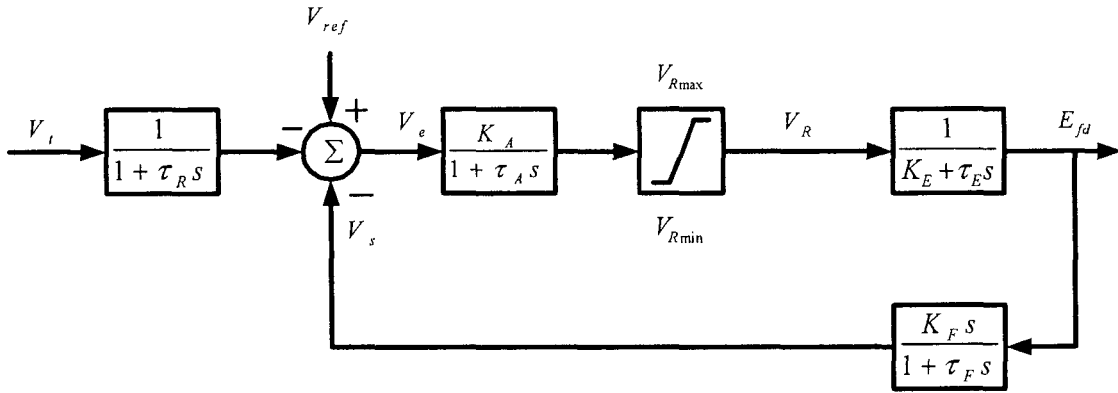 V_ref
V_t
1
1 + τ_R s
−
+
Σ
−
V_e
K_A
1 + τ_A s
V_Rmax
V_Rmin
V_R
1
K_E + τ_E s
E_fd
V_s
K_F s
1 + τ_F s